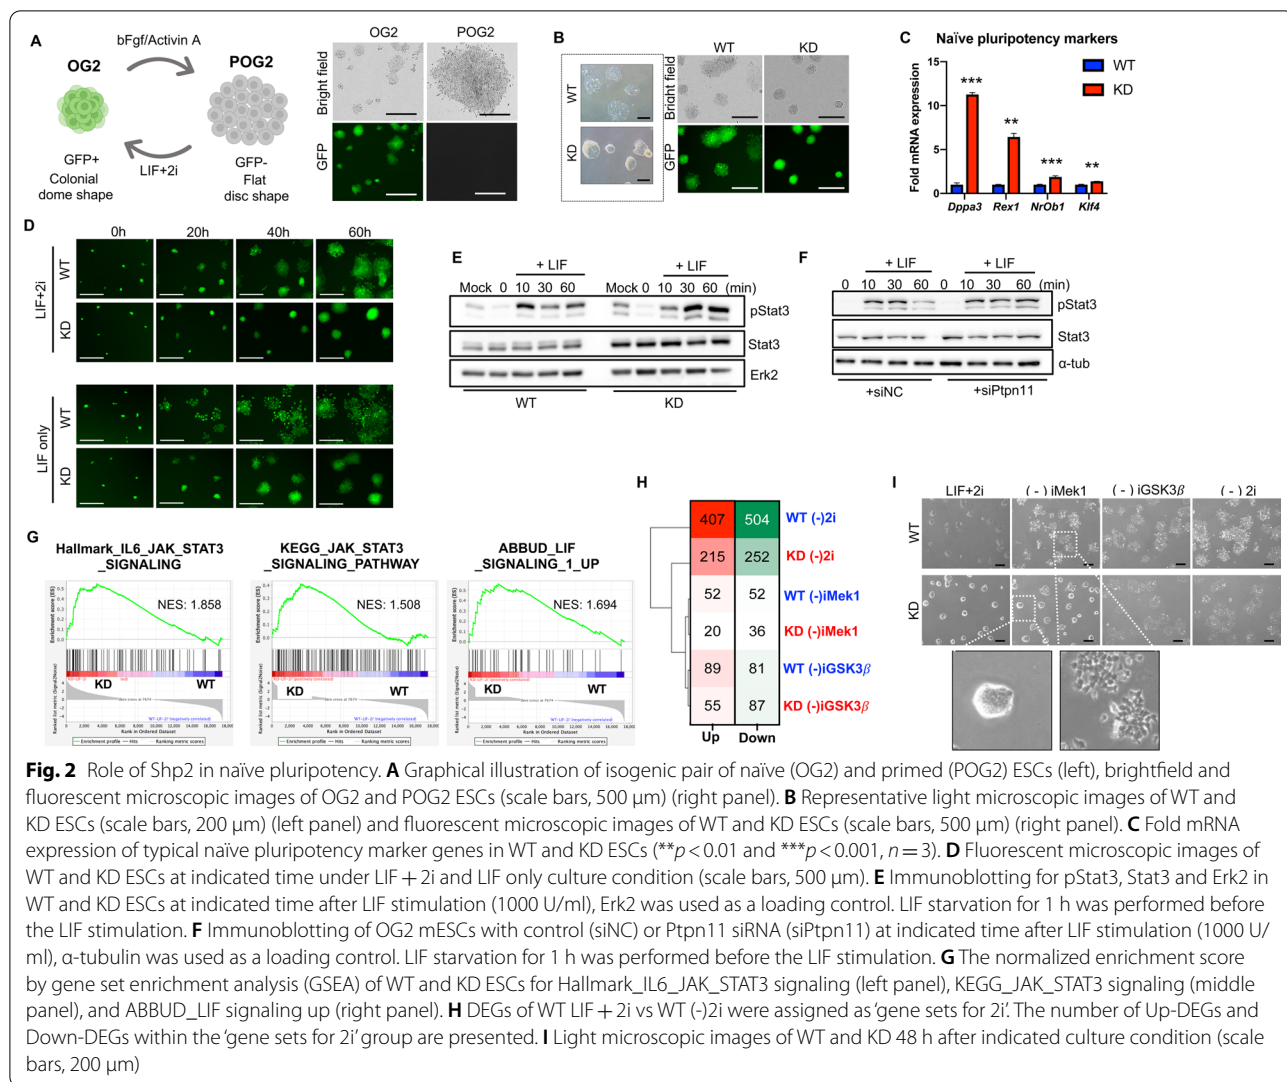 A
bFgf/Activin A
OG2
POG2
GFP+
Colonial
dome shape
LIF+2i
GFP-
Flat
disc shape
OG2
POG2
Bright field
GFP
B
WT
KD
WT
KD
Bright field
GFP
C
Naïve pluripotency markers
WT
KD
Fold mRNA expression
15
10
5
0
***
**
***
**
Dppa3
Rex1
NrOb1
Klf4
D
0h
20h
40h
60h
LIF+2i
WT
KD
LIF only
WT
KD
E
+ LIF
+ LIF
Mock 0 10 30 60
Mock 0 10 30 60 (min)
pStat3
Stat3
Erk2
WT
KD
F
+ LIF
+ LIF
0 10 30 60
0 10 30 60 (min)
pStat3
Stat3
α-tub
+siNC
+siPtpn11
G
Hallmark_IL6_JAK_STAT3
_SIGNALING
NES: 1.858
KD
WT
KEGG_JAK_STAT3
_SIGNALING_PATHWAY
NES: 1.508
KD
WT
ABBUD_LIF
_SIGNALING_1_UP
NES: 1.694
KD
WT
Enrichment score (ES)
Ranked list metric (Signal2Noise)
Rank in Ordered Dataset
Enrichment profile Hits Ranking metric scores
H
407 504 WT (-)2i
215 252 KD (-)2i
52 52 WT (-)iMek1
20 36 KD (-)iMek1
89 81 WT (-)iGSK3β
55 87 KD (-)iGSK3β
Up Down
I
LIF+2i
(-) iMek1
(-) iGSK3β
(-) 2i
WT
KD
Fig. 2 Role of Shp2 in naïve pluripotency. A Graphical illustration of isogenic pair of naïve (OG2) and primed (POG2) ESCs (left), brightfield and
fluorescent microscopic images of OG2 and POG2 ESCs (scale bars, 500 µm) (right panel). B Representative light microscopic images of WT and
KD ESCs (scale bars, 200 µm) (left panel) and fluorescent microscopic images of WT and KD ESCs (scale bars, 500 µm) (right panel). C Fold mRNA
expression of typical naïve pluripotency marker genes in WT and KD ESCs (**p < 0.01 and ***p < 0.001, n = 3). D Fluorescent microscopic images of
WT and KD ESCs at indicated time under LIF + 2i and LIF only culture condition (scale bars, 500 µm). E Immunoblotting for pStat3, Stat3 and Erk2 in
WT and KD ESCs at indicated time after LIF stimulation (1000 U/ml), Erk2 was used as a loading control. LIF starvation for 1 h was performed before
the LIF stimulation. F Immunoblotting of OG2 mESCs with control (siNC) or Ptpn11 siRNA (siPtpn11) at indicated time after LIF stimulation (1000 U/
ml), α-tubulin was used as a loading control. LIF starvation for 1 h was performed before the LIF stimulation. G The normalized enrichment score
by gene set enrichment analysis (GSEA) of WT and KD ESCs for Hallmark_IL6_JAK_STAT3 signaling (left panel), KEGG_JAK_STAT3 signaling (middle
panel), and ABBUD_LIF signaling up (right panel). H DEGs of WT LIF + 2i vs WT (-)2i were assigned as ‘gene sets for 2i’. The number of Up-DEGs and
Down-DEGs within the ‘gene sets for 2i’ group are presented. I Light microscopic images of WT and KD 48 h after indicated culture condition (scale
bars, 200 µm)